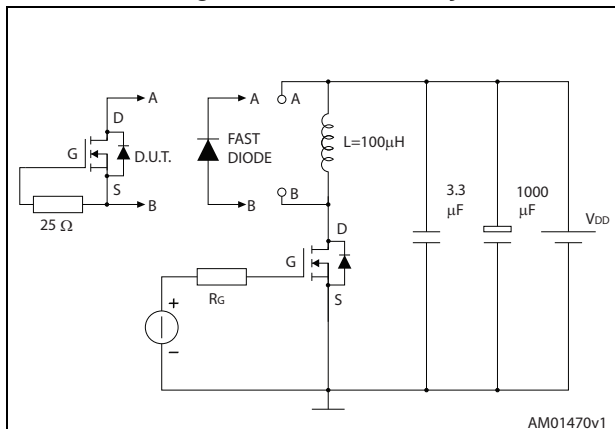 A
A
A
D
FAST
DIODE
L=100μH
G
D.U.T.
3.3
μF
1000
μF
S
B
B
B
VDD
25 Ω
D
G
RG
S
+
−
AM01470v1